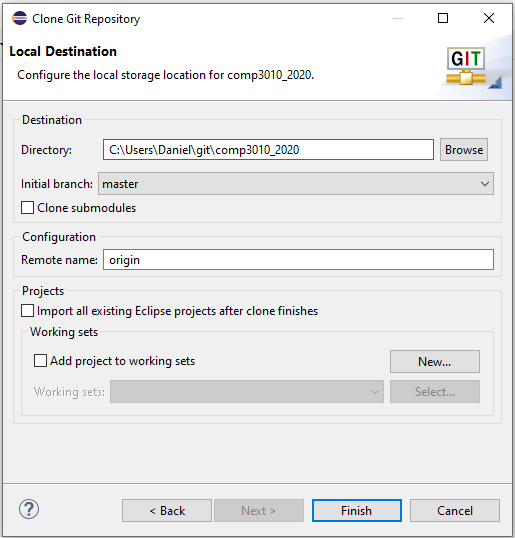 Clone Git Repository
Local Destination
Configure the local storage location for comp3010_2020.
GIT
Destination
Directory: C:\Users\Daniel\git\comp3010_2020 Browse
Initial branch: master
Clone submodules
Configuration
Remote name: origin
Projects
Import all existing Eclipse projects after clone finishes
Working sets
Add project to working sets New...
Working sets: Select...
? < Back Next > Finish Cancel